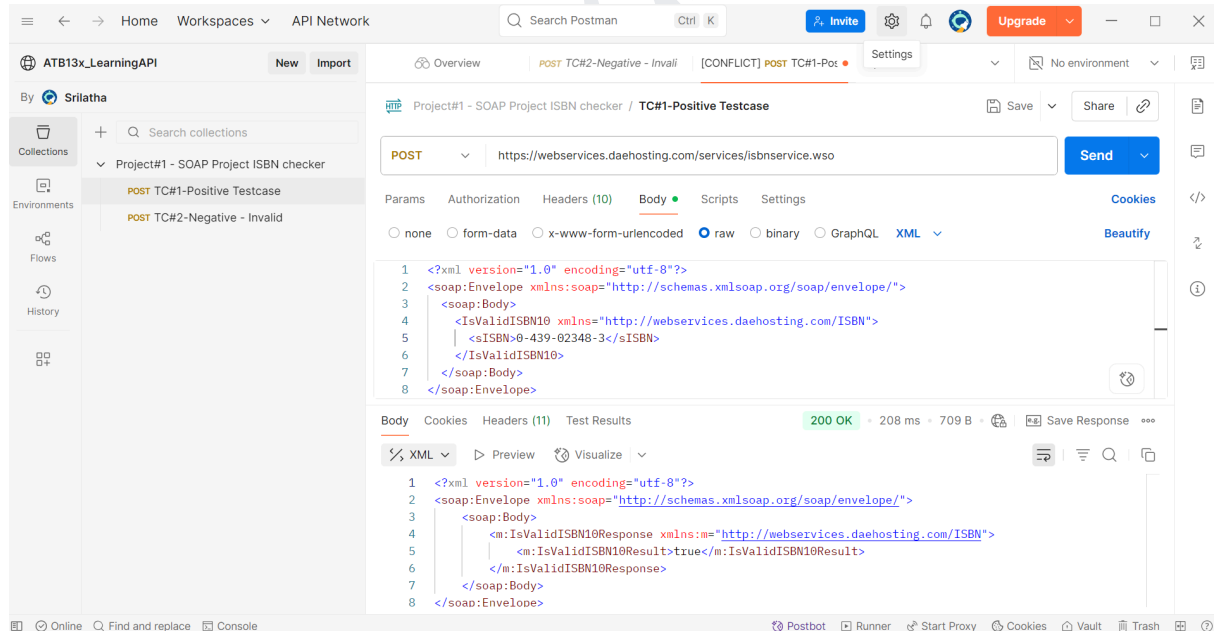 Home Workspaces API Network Search Postman Ctrl K Invite Upgrade
Settings
ATB13x_LearningAPI New Import Overview POST TC#2-Negative - Invali [CONFLICT] POST TC#1-Pos No environment
By Srilatha
HTTP Project#1 - SOAP Project ISBN checker / TC#1-Positive Testcase Save Share
Collections
Search collections
Project#1 - SOAP Project ISBN checker
POST TC#1-Positive Testcase
POST TC#2-Negative - Invalid
Environments
Flows
History
POST https://webservices.daehosting.com/services/isbnservice.wso Send
Params Authorization Headers (10) Body Scripts Settings Cookies
none form-data x-www-form-urlencoded raw binary GraphQL XML Beautify
1 <?xml version="1.0" encoding="utf-8"?>
2 <soap:Envelope xmlns:soap="http://schemas.xmlsoap.org/soap/envelope/">
3 <soap:Body>
4 <IsValidISBN10 xmlns="http://webservices.daehosting.com/ISBN">
5 <sISBN>0-439-02348-3</sISBN>
6 </IsValidISBN10>
7 </soap:Body>
8 </soap:Envelope>
Body Cookies Headers (11) Test Results 200 OK 208 ms 709 B e.g. Save Response
XML Preview Visualize
1 <?xml version="1.0" encoding="utf-8"?>
2 <soap:Envelope xmlns:soap="http://schemas.xmlsoap.org/soap/envelope/">
3 <soap:Body>
4 <m:IsValidISBN10Response xmlns:m="http://webservices.daehosting.com/ISBN">
5 <m:IsValidISBN10Result>true</m:IsValidISBN10Result>
6 </m:IsValidISBN10Response>
7 </soap:Body>
8 </soap:Envelope>
Online Find and replace Console Postbot Runner Start Proxy Cookies Vault Trash